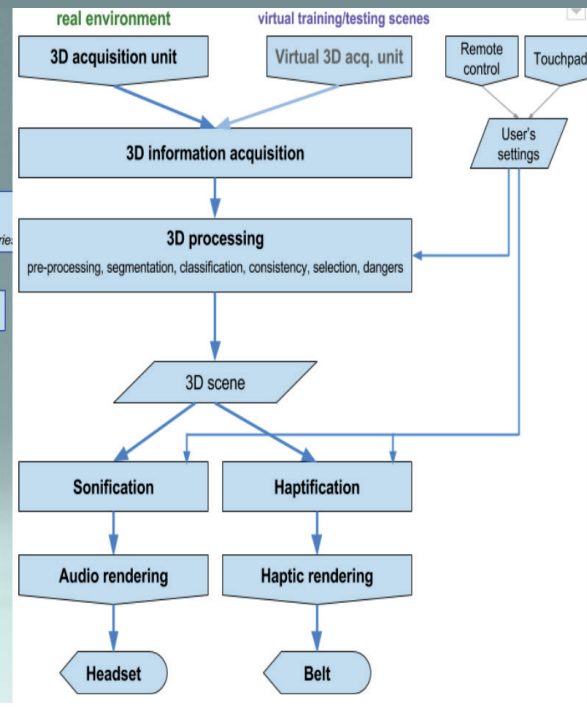 real environment
virtual training/testing scenes
3D acquisition unit
Virtual 3D acq. unit
Remote
control
Touchpad
User's
settings
3D information acquisition
3D processing
pre-processing, segmentation, classification, consistency, selection, dangers
3D scene
Sonification
Haptification
Audio rendering
Haptic rendering
Headset
Belt